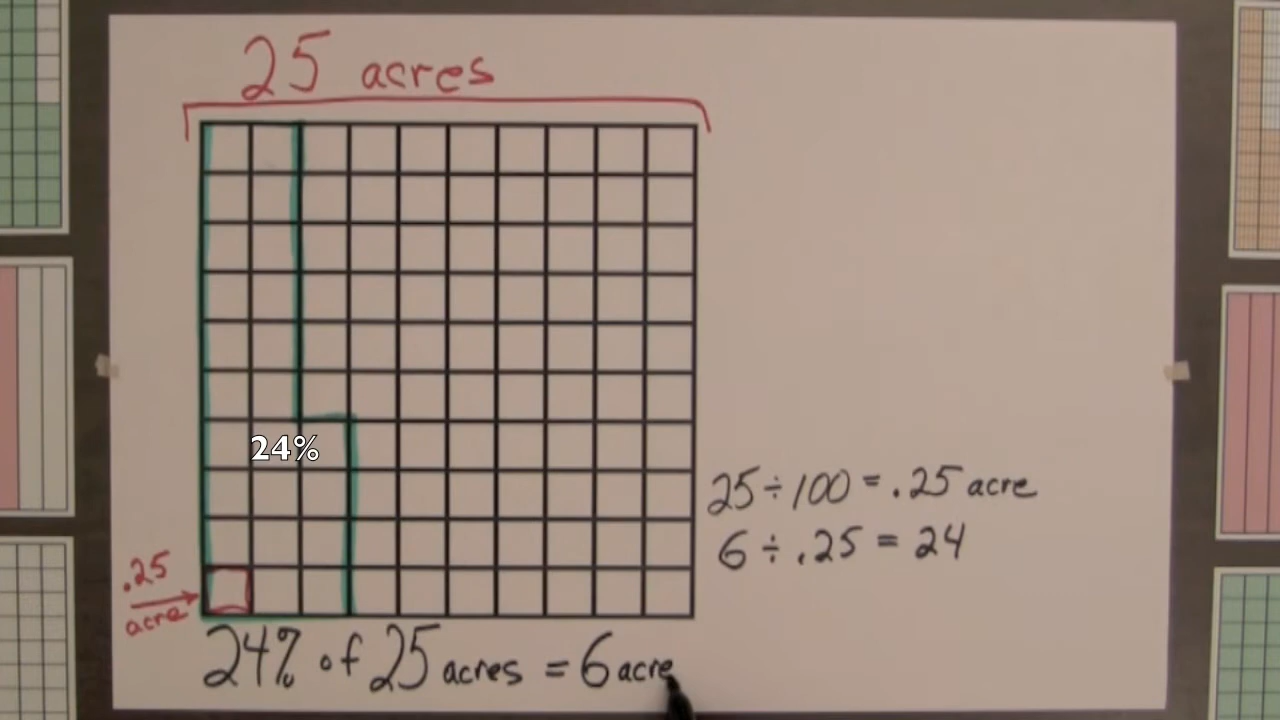 25 acres
24%
25 ÷ 100 = .25 acre
6 ÷ .25 = 24
.25
acre
24% of 25 acres = 6 acre